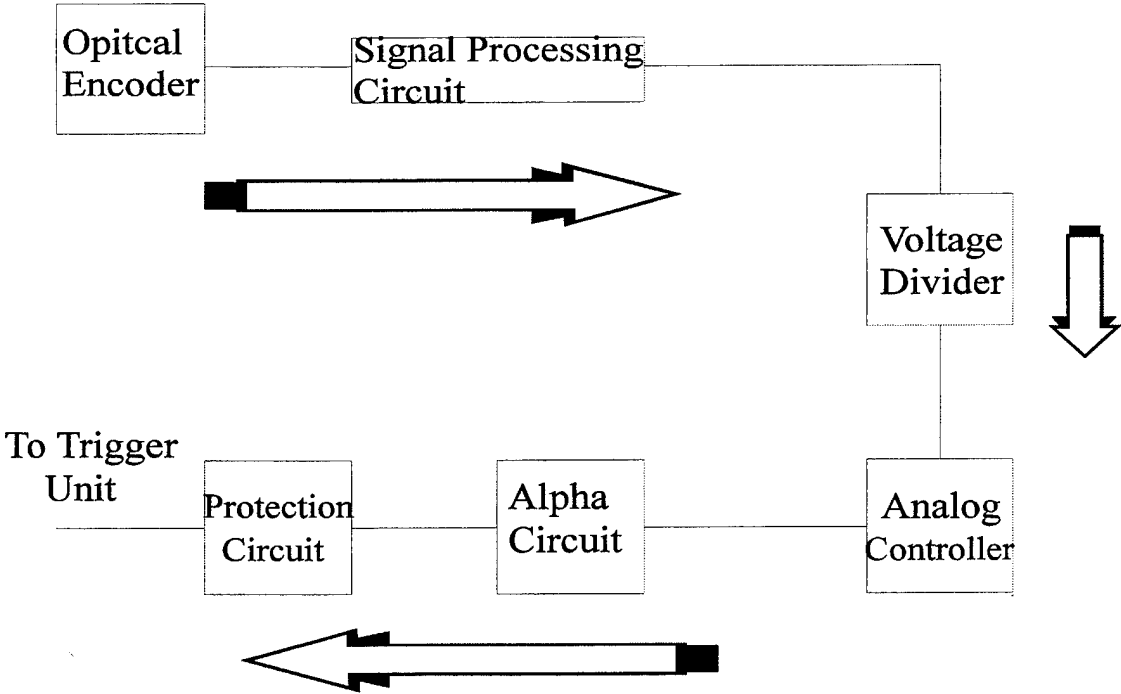 Opitcal
Encoder
Signal Processing
Circuit
Voltage
Divider
To Trigger
Unit
Protection
Circuit
Alpha
Circuit
Analog
Controller